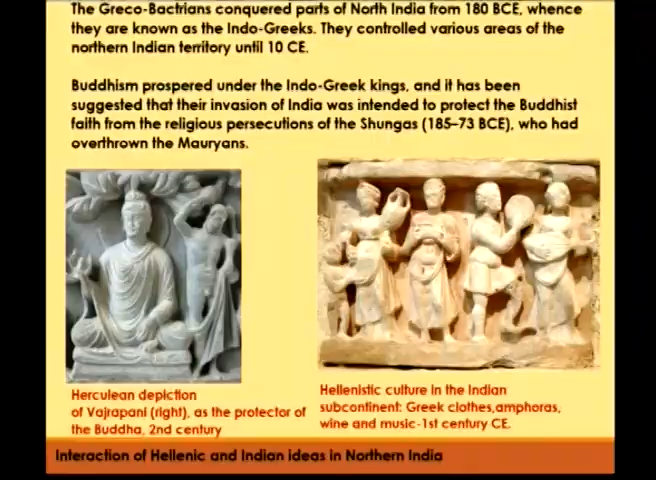 The Greco-Bactrians conquered parts of North India from 180 BCE, whence
they are known as the Indo-Greeks. They controlled various areas of the
northern Indian territory until 10 CE.
Buddhism prospered under the Indo-Greek kings, and it has been
suggested that their invasion of India was intended to protect the Buddhist
faith from the religious persecutions of the Shungas (185–73 BCE), who had
overthrown the Mauryans.
Herculean depiction
of Vajrapani (right), as the protector of
the Buddha, 2nd century
Hellenistic culture in the Indian
subcontinent: Greek clothes,amphoras,
wine and music-1st century CE.
Interaction of Hellenic and Indian ideas in Northern India